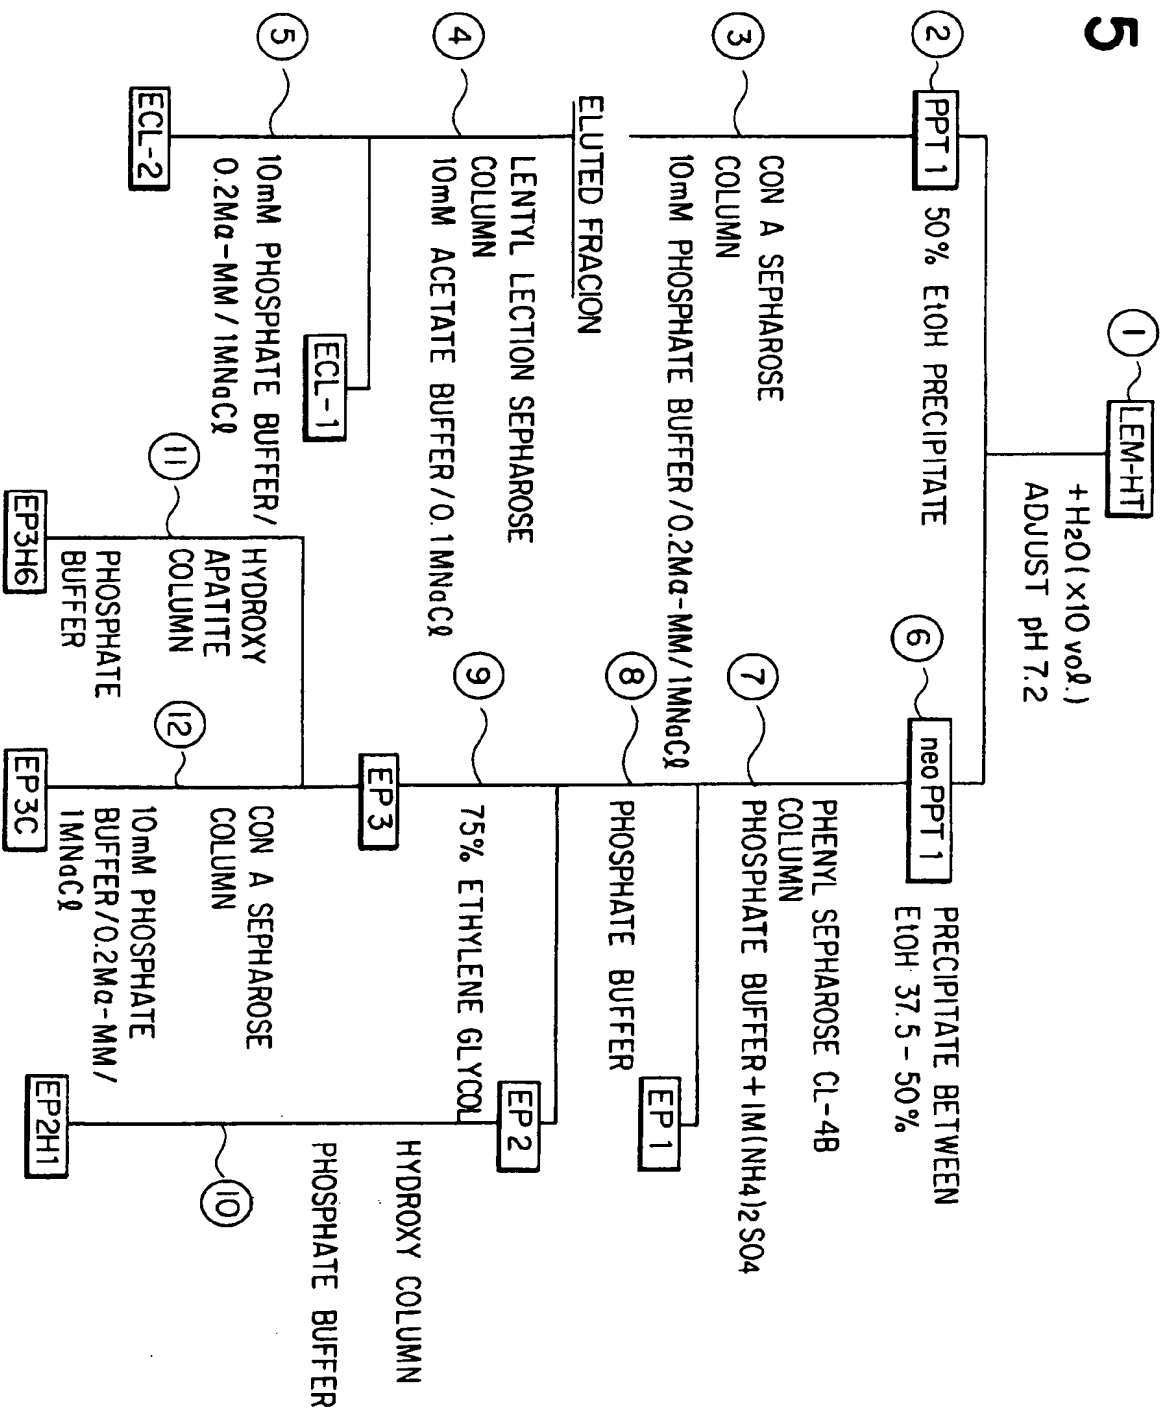 5
1
LEM-HT
+H2O(×10 vol.)
ADJUST pH 7.2
2
PPT 1
50% EtOH PRECIPITATE
3
CON A SEPHAROSE
COLUMN
10mM PHOSPHATE BUFFER/0.2Mα-MM/1MNaCl
ELUTED FRACION
4
LENTYL LECTION SEPHAROSE
COLUMN
10mM ACETATE BUFFER/0.1MNaCl
ECL-1
5
10mM PHOSPHATE BUFFER/
0.2Mα-MM/1MNaCl
ECL-2
6
neo PPT 1
PRECIPITATE BETWEEN
EtOH 37.5-50%
7
PHENYL SEPHAROSE CL-4B
COLUMN
PHOSPHATE BUFFER+1M(NH4)2SO4
EP 1
8
PHOSPHATE BUFFER
EP 2
9
75% ETHYLENE GLYCOL
EP 3
HYDROXY COLUMN
PHOSPHATE BUFFER
10
EP2H1
11
HYDROXY
APATITE
COLUMN
PHOSPHATE
BUFFER
EP3H6
12
CON A SEPHAROSE
COLUMN
10mM PHOSPHATE
BUFFER/0.2Mα-MM/
1MNaCl
EP3C